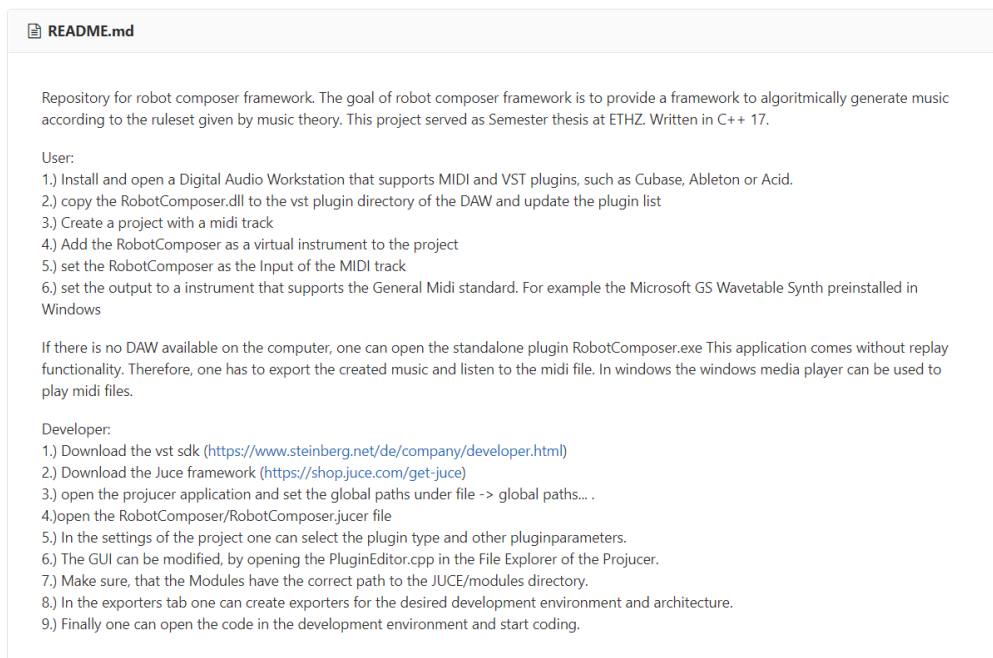 README.md
Repository for robot composer framework. The goal of robot composer framework is to provide a framework to algoritmically generate music
according to the ruleset given by music theory. This project served as Semester thesis at ETHZ. Written in C++ 17.
User:
1.) Install and open a Digital Audio Workstation that supports MIDI and VST plugins, such as Cubase, Ableton or Acid.
2.) copy the RobotComposer.dll to the vst plugin directory of the DAW and update the plugin list
3.) Create a project with a midi track
4.) Add the RobotComposer as a virtual instrument to the project
5.) set the RobotComposer as the Input of the MIDI track
6.) set the output to a instrument that supports the General Midi standard. For example the Microsoft GS Wavetable Synth preinstalled in
Windows
If there is no DAW available on the computer, one can open the standalone plugin RobotComposer.exe This application comes without replay
functionality. Therefore, one has to export the created music and listen to the midi file. In windows the windows media player can be used to
play midi files.
Developer:
1.) Download the vst sdk (https://www.steinberg.net/de/company/developer.html)
2.) Download the Juce framework (https://shop.juce.com/get-juce)
3.) open the projucer application and set the global paths under file -> global paths... .
4.)open the RobotComposer/RobotComposer.jucer file
5.) In the settings of the project one can select the plugin type and other pluginparameters.
6.) The GUI can be modified, by opening the PluginEditor.cpp in the File Explorer of the Projucer.
7.) Make sure, that the Modules have the correct path to the JUCE/modules directory.
8.) In the exporters tab one can create exporters for the desired development environment and architecture.
9.) Finally one can open the code in the development environment and start coding.